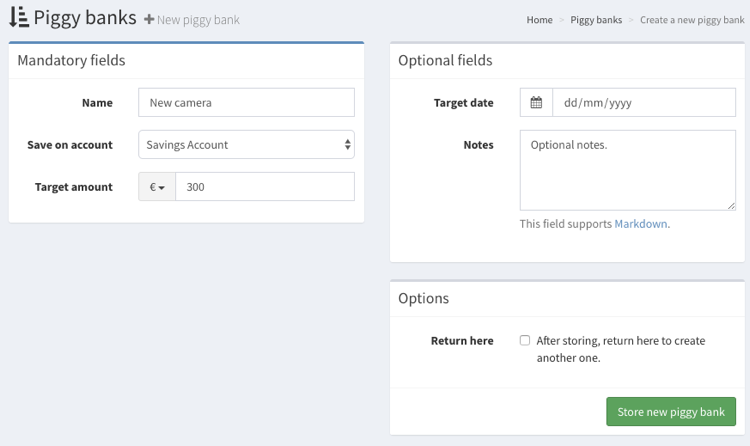 Piggy banks New piggy bank
Home > Piggy banks > Create a new piggy bank
Mandatory fields
Name New camera
Save on account Savings Account
Target amount € 300
Optional fields
Target date dd/mm/yyyy
Notes Optional notes.
This field supports Markdown.
Options
Return here After storing, return here to create
another one.
Store new piggy bank